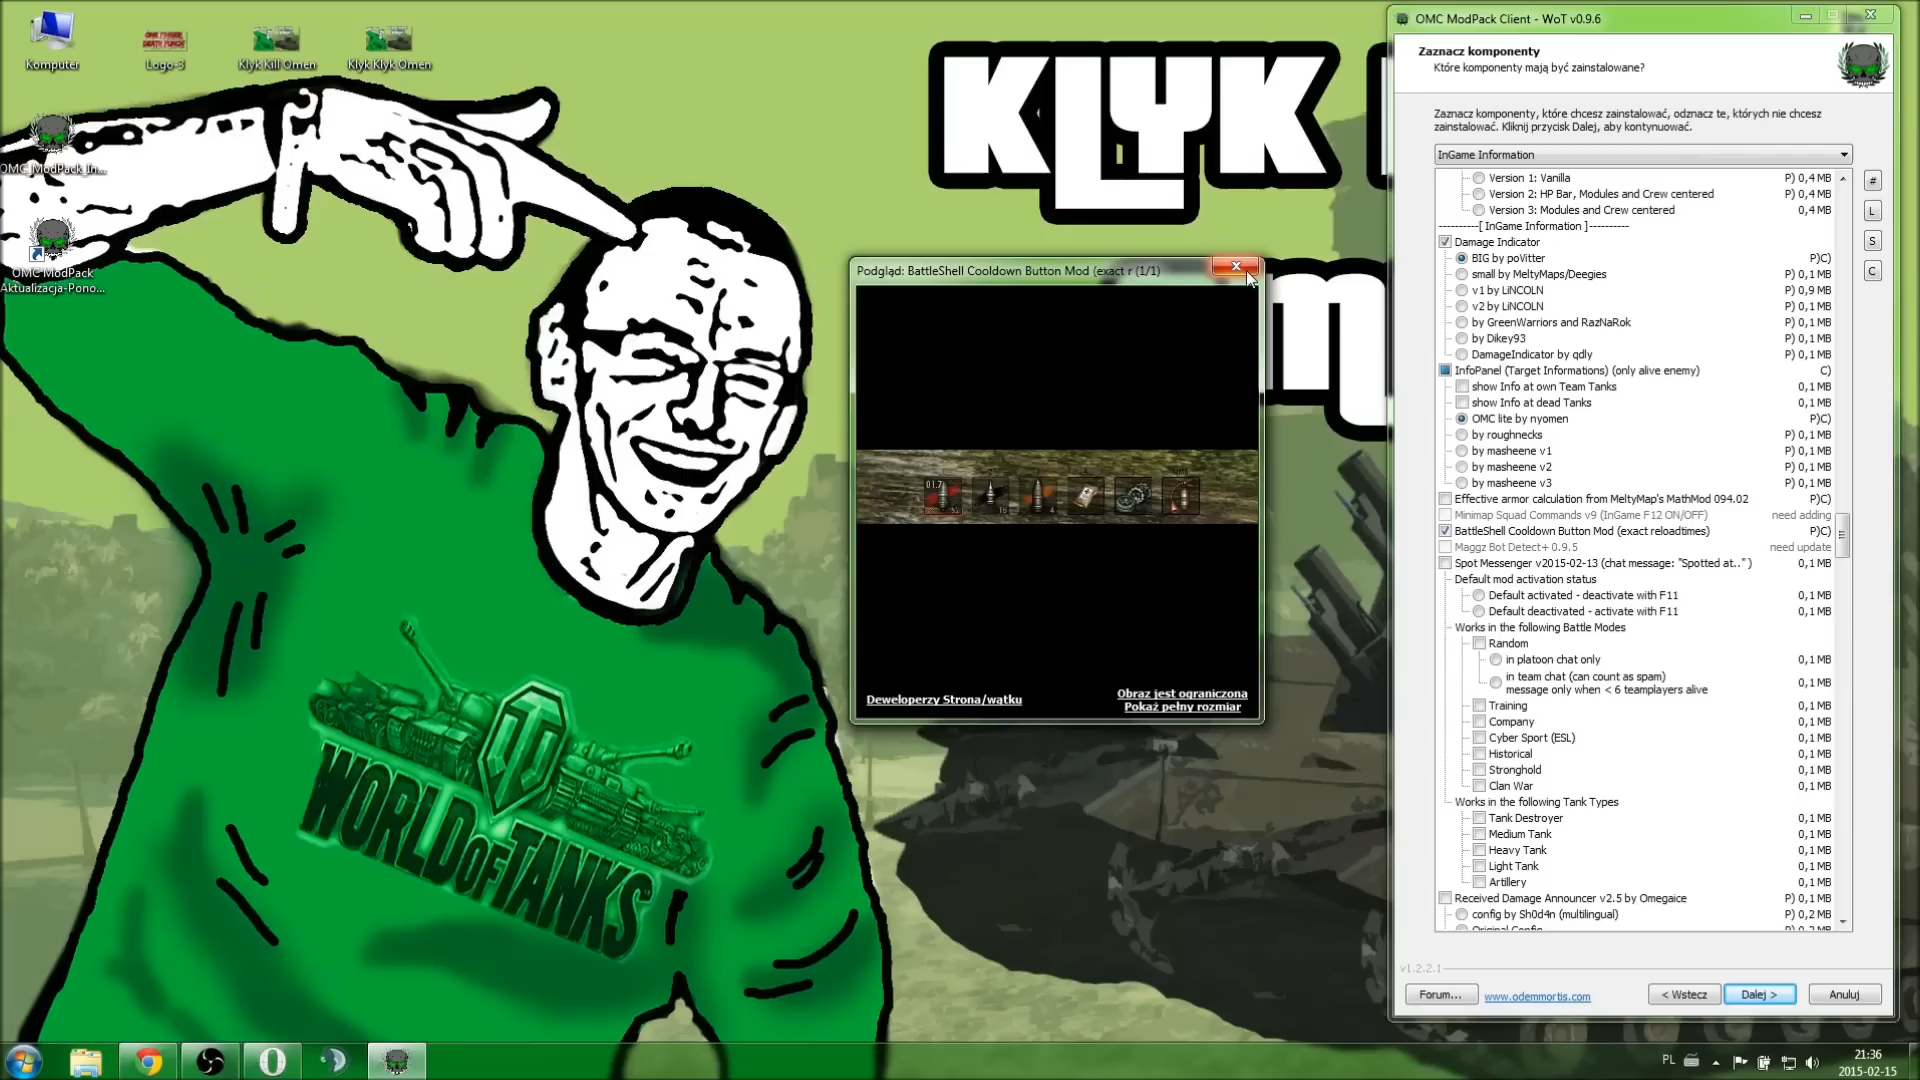 Komputer
Logo-3
Klyk Kill Omen
Klyk Klyk Omen
OMC ModPack In...
OMC ModPack
Aktualizacja-Pono...
KLYK
WORLD OF TANKS
Podgląd: BattleShell Cooldown Button Mod (exact r (1/1)
01.7
16
4
Deweloperzy Strona/wątku
Obraz jest ograniczona
Pokaż pełny rozmiar
OMC ModPack Client - WoT v0.9.6
Zaznacz komponenty
Które komponenty mają być zainstalowane?
Zaznacz komponenty, które chcesz zainstalować, odznacz te, których nie chcesz
zainstalować. Kliknij przycisk Dalej, aby kontynuować.
InGame Information
Version 1: Vanilla P) 0,4 MB
Version 2: HP Bar, Modules and Crew centered P) 0,4 MB
Version 3: Modules and Crew centered 0,4 MB
----------[ InGame Information ]----------
Damage Indicator
BIG by poVitter P)C)
small by MeltyMaps/Deegies P) 0,1 MB
v1 by LiNCOLN P) 0,9 MB
v2 by LiNCOLN P) 0,1 MB
by GreenWarriors and RazNaRok P) 0,1 MB
by Dikey93 P) 0,1 MB
DamageIndicator by qdly P) 0,1 MB
InfoPanel (Target Informations) (only alive enemy) C)
show Info at own Team Tanks 0,1 MB
show Info at dead Tanks 0,1 MB
OMC lite by nyomen P)C)
by roughnecks P) 0,1 MB
by masheene v1 P) 0,1 MB
by masheene v2 P) 0,1 MB
by masheene v3 P) 0,1 MB
Effective armor calculation from MeltyMap's MathMod 094.02 P)C)
Minimap Squad Commands v9 (InGame F12 ON/OFF) need adding
BattleShell Cooldown Button Mod (exact reloadtimes) P)C)
Maggz Bot Detect+ 0.9.5 need update
Spot Messenger v2015-02-13 (chat message: "Spotted at.." ) 0,1 MB
Default mod activation status
Default activated - deactivate with F11 0,1 MB
Default deactivated - activate with F11 0,1 MB
Works in the following Battle Modes
Random
in platoon chat only 0,1 MB
in team chat (can count as spam)
message only when < 6 teamplayers alive 0,1 MB
Training 0,1 MB
Company 0,1 MB
Cyber Sport (ESL) 0,1 MB
Historical 0,1 MB
Stronghold 0,1 MB
Clan War 0,1 MB
Works in the following Tank Types
Tank Destroyer 0,1 MB
Medium Tank 0,1 MB
Heavy Tank 0,1 MB
Light Tank 0,1 MB
Artillery 0,1 MB
Received Damage Announcer v2.5 by Omegaice P) 0,1 MB
config by Sh0d4n (multilingual) P) 0,2 MB
Original Config P) 0,2 MB
#
L
S
C
v1.2.2.1
Forum...
www.odemmortis.com
< Wstecz
Dalej >
Anuluj
PL
21:36
2015-02-15